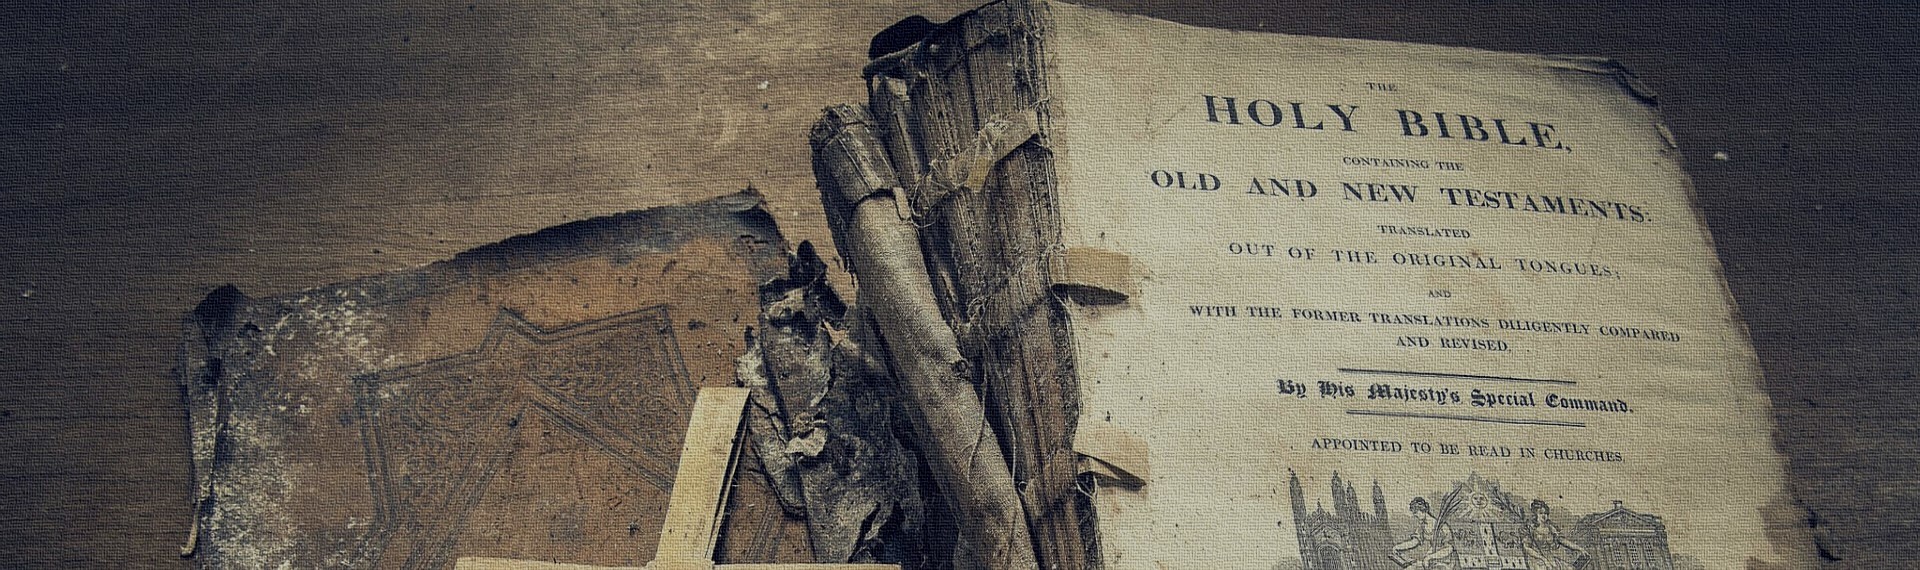 THE
HOLY BIBLE,
CONTAINING THE
OLD AND NEW TESTAMENTS:
TRANSLATED
OUT OF THE ORIGINAL TONGUES;
AND
WITH THE FORMER TRANSLATIONS DILIGENTLY COMPARED
AND REVISED,
By His Majesty's Special Command.
APPOINTED TO BE READ IN CHURCHES.